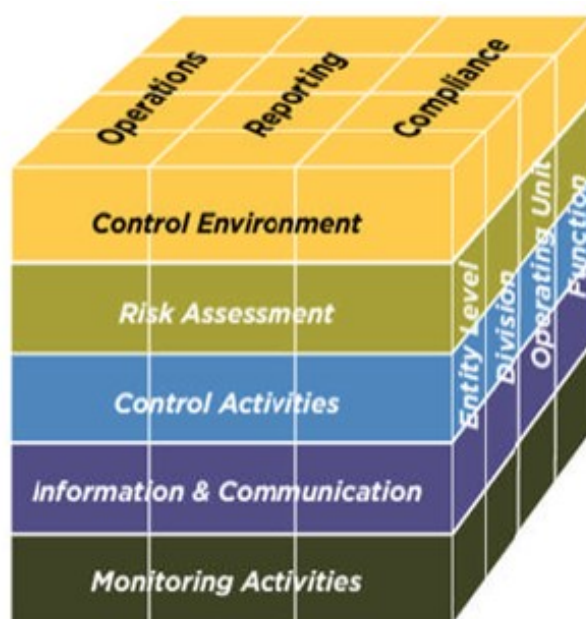 Operations
Reporting
Compliance
Control Environment
Risk Assessment
Control Activities
Information & Communication
Monitoring Activities
Entity Level
Division
Operating Unit
Function